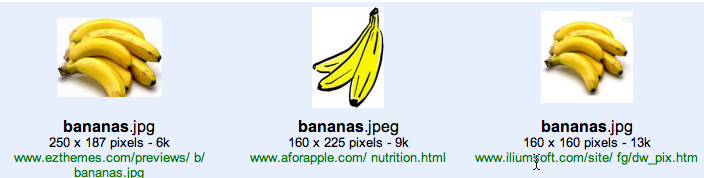 bananas.jpg
250 x 187 pixels - 6k
www.ezthemes.com/previews/ b/
bananas.jpg
bananas.jpeg
160 x 225 pixels - 9k
www.aforapple.com/ nutrition.html
bananas.jpg
160 x 160 pixels - 13k
www.iliumsoft.com/site/ fg/dw_pix.htm